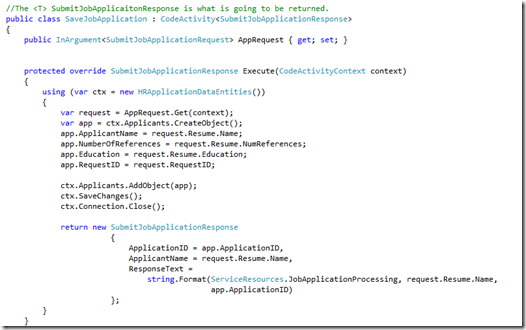 //The <T> SubmitJobApplicaitonResponse is what is going to be returned.
public class SaveJobApplication : CodeActivity<SubmitJobApplicationResponse>
{
    public InArgument<SubmitJobApplicationRequest> AppRequest { get; set; }
    protected override SubmitJobApplicationResponse Execute(CodeActivityContext context)
    {
        using (var ctx = new HRApplicationDataEntities())
        {
            var request = AppRequest.Get(context);
            var app = ctx.Applicants.CreateObject();
            app.ApplicantName = request.Resume.Name;
            app.NumberOfReferences = request.Resume.NumReferences;
            app.Education = request.Resume.Education;
            app.RequestID = request.RequestID;
            ctx.Applicants.AddObject(app);
            ctx.SaveChanges();
            ctx.Connection.Close();
            return new SubmitJobApplicationResponse
                {
                    ApplicationID = app.ApplicationID,
                    ApplicantName = request.Resume.Name,
                    ResponseText =
                        string.Format(ServiceResources.JobApplicationProcessing, request.Resume.Name,
                                      app.ApplicationID)
                };
        }
    }